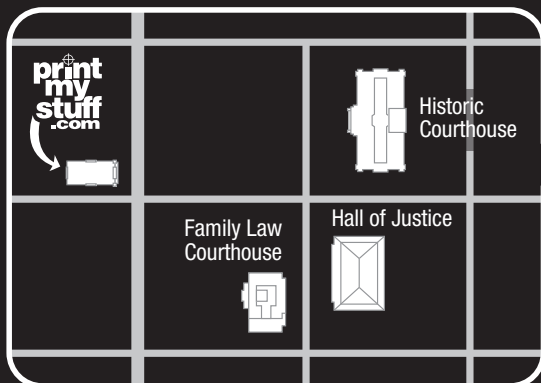 print
my
stuff
.com
Historic
Courthouse
Family Law
Courthouse
Hall of Justice